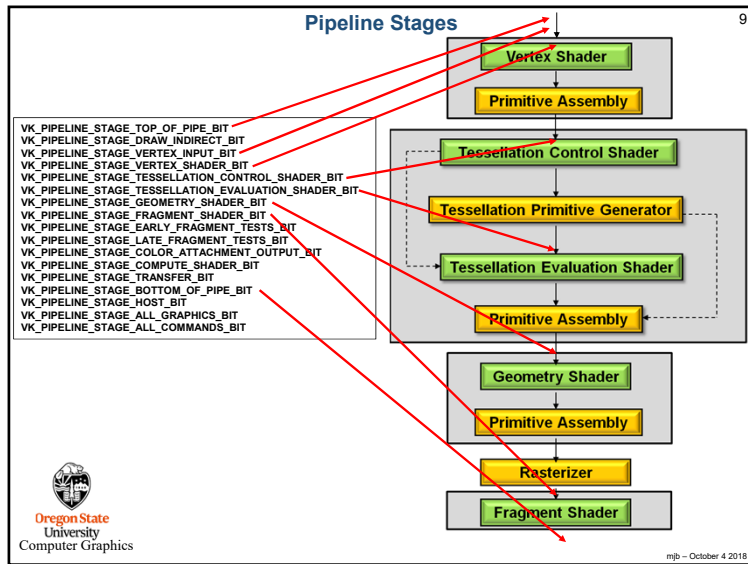 Pipeline Stages
9
VK_PIPELINE_STAGE_TOP_OF_PIPE_BIT
VK_PIPELINE_STAGE_DRAW_INDIRECT_BIT
VK_PIPELINE_STAGE_VERTEX_INPUT_BIT
VK_PIPELINE_STAGE_VERTEX_SHADER_BIT
VK_PIPELINE_STAGE_TESSELLATION_CONTROL_SHADER_BIT
VK_PIPELINE_STAGE_TESSELLATION_EVALUATION_SHADER_BIT
VK_PIPELINE_STAGE_GEOMETRY_SHADER_BIT
VK_PIPELINE_STAGE_FRAGMENT_SHADER_BIT
VK_PIPELINE_STAGE_EARLY_FRAGMENT_TESTS_BIT
VK_PIPELINE_STAGE_LATE_FRAGMENT_TESTS_BIT
VK_PIPELINE_STAGE_COLOR_ATTACHMENT_OUTPUT_BIT
VK_PIPELINE_STAGE_COMPUTE_SHADER_BIT
VK_PIPELINE_STAGE_TRANSFER_BIT
VK_PIPELINE_STAGE_BOTTOM_OF_PIPE_BIT
VK_PIPELINE_STAGE_HOST_BIT
VK_PIPELINE_STAGE_ALL_GRAPHICS_BIT
VK_PIPELINE_STAGE_ALL_COMMANDS_BIT
Vertex Shader
Primitive Assembly
Tessellation Control Shader
Tessellation Primitive Generator
Tessellation Evaluation Shader
Primitive Assembly
Geometry Shader
Primitive Assembly
Rasterizer
Fragment Shader
Oregon State
University
Computer Graphics
mjb – October 4 2018